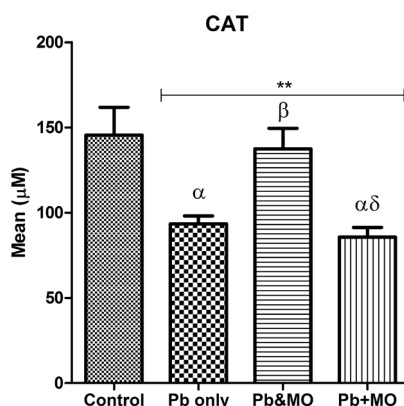 CAT
200
**
β
150
α
αδ
100
50
0
Mean (μM)
Control Pb only Pb&MO Pb+MO